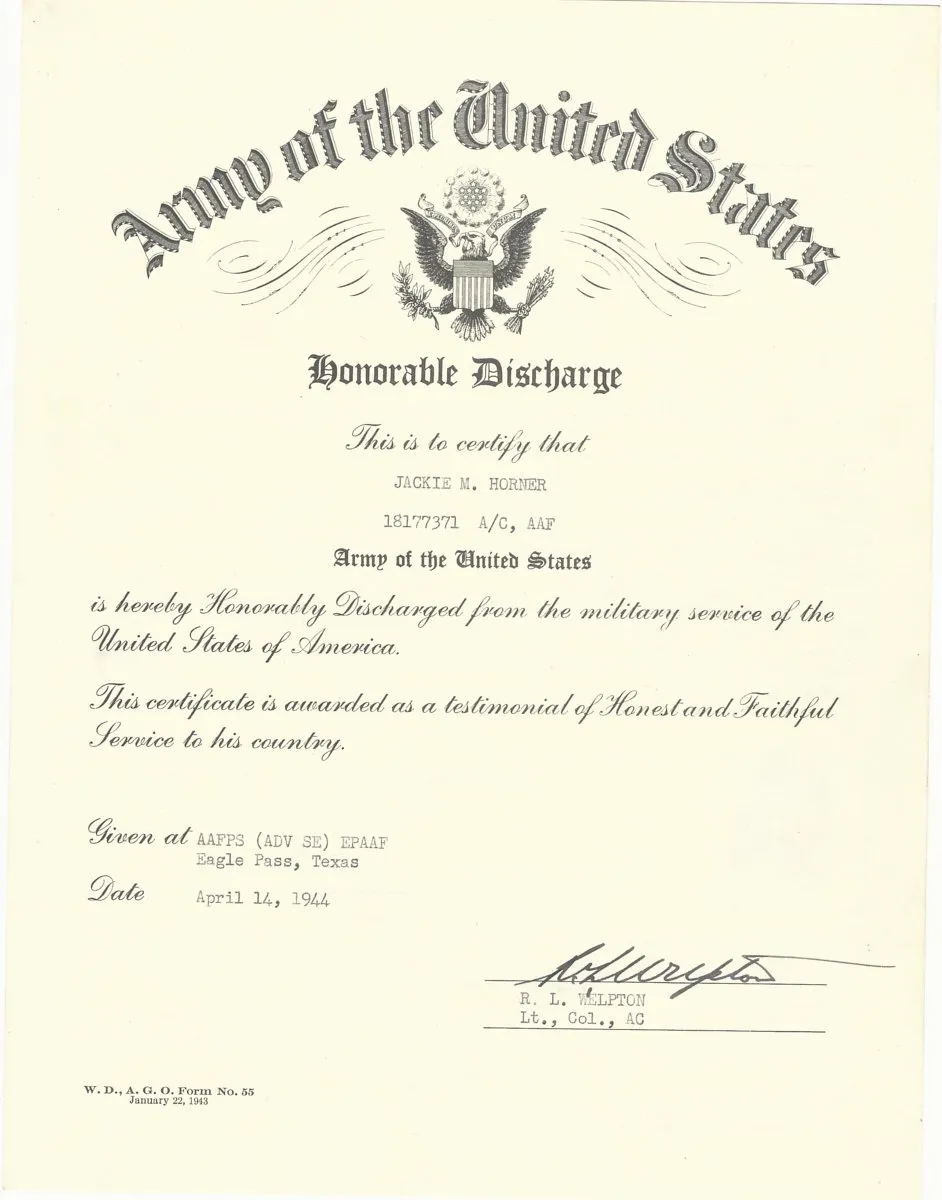 Army of the United States
Honorable Discharge
This is to certify that
JACKIE M. HORNER
18177371 A/C, AAF
Army of the United States
is hereby Honorably Discharged from the military service of the
United States of America.
This certificate is awarded as a testimonial of Honest and Faithful
Service to his country.
Given at AAFPS (ADV SE) EPAAF
Eagle Pass, Texas
Date April 14, 1944
R. L. Welpton
R. L. WELPTON
Lt., Col., AC
W. D., A. G. O. Form No. 55
January 22, 1943